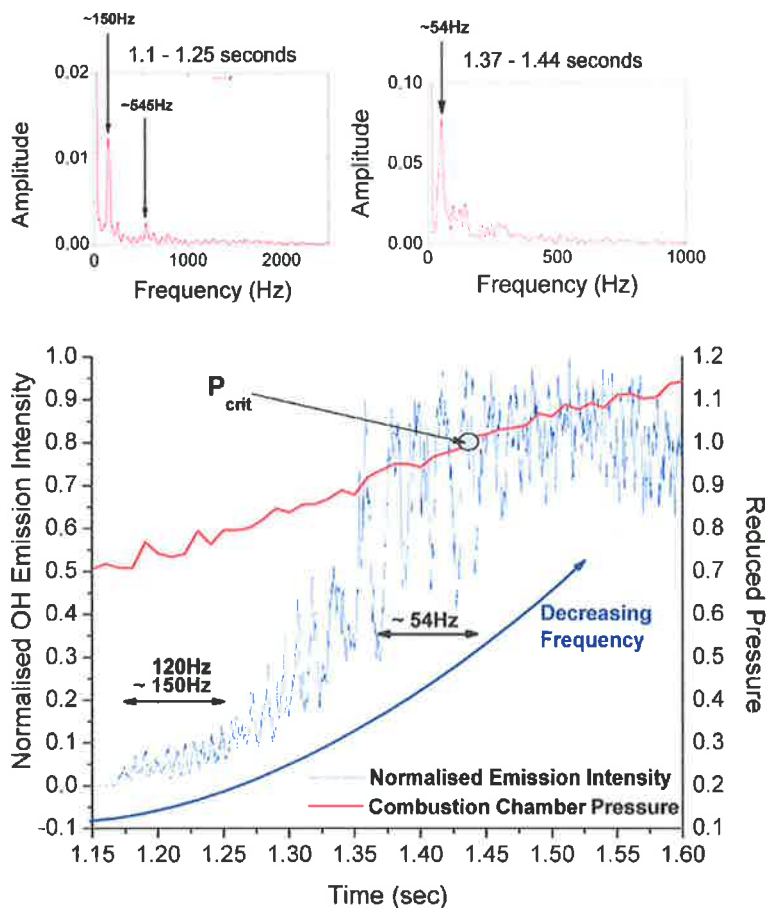 ~150Hz
1.1 - 1.25 seconds
~545Hz
0.02
0.01
0.00
Amplitude
0
1000
2000
Frequency (Hz)
~54Hz
1.37 - 1.44 seconds
0.10
0.05
0.00
Amplitude
0
500
1000
Frequency (Hz)
1.0
0.9
0.8
0.7
0.6
0.5
0.4
0.3
0.2
0.1
0.0
-0.1
Normalised OH Emission Intensity
1.2
1.1
1.0
0.9
0.8
0.7
0.6
0.5
0.4
0.3
0.2
0.1
Reduced Pressure
Pcrit
~ 54Hz
Decreasing
Frequency
120Hz
~ 150Hz
Normalised Emission Intensity
Combustion Chamber Pressure
1.15 1.20 1.25 1.30 1.35 1.40 1.45 1.50 1.55 1.60
Time (sec)